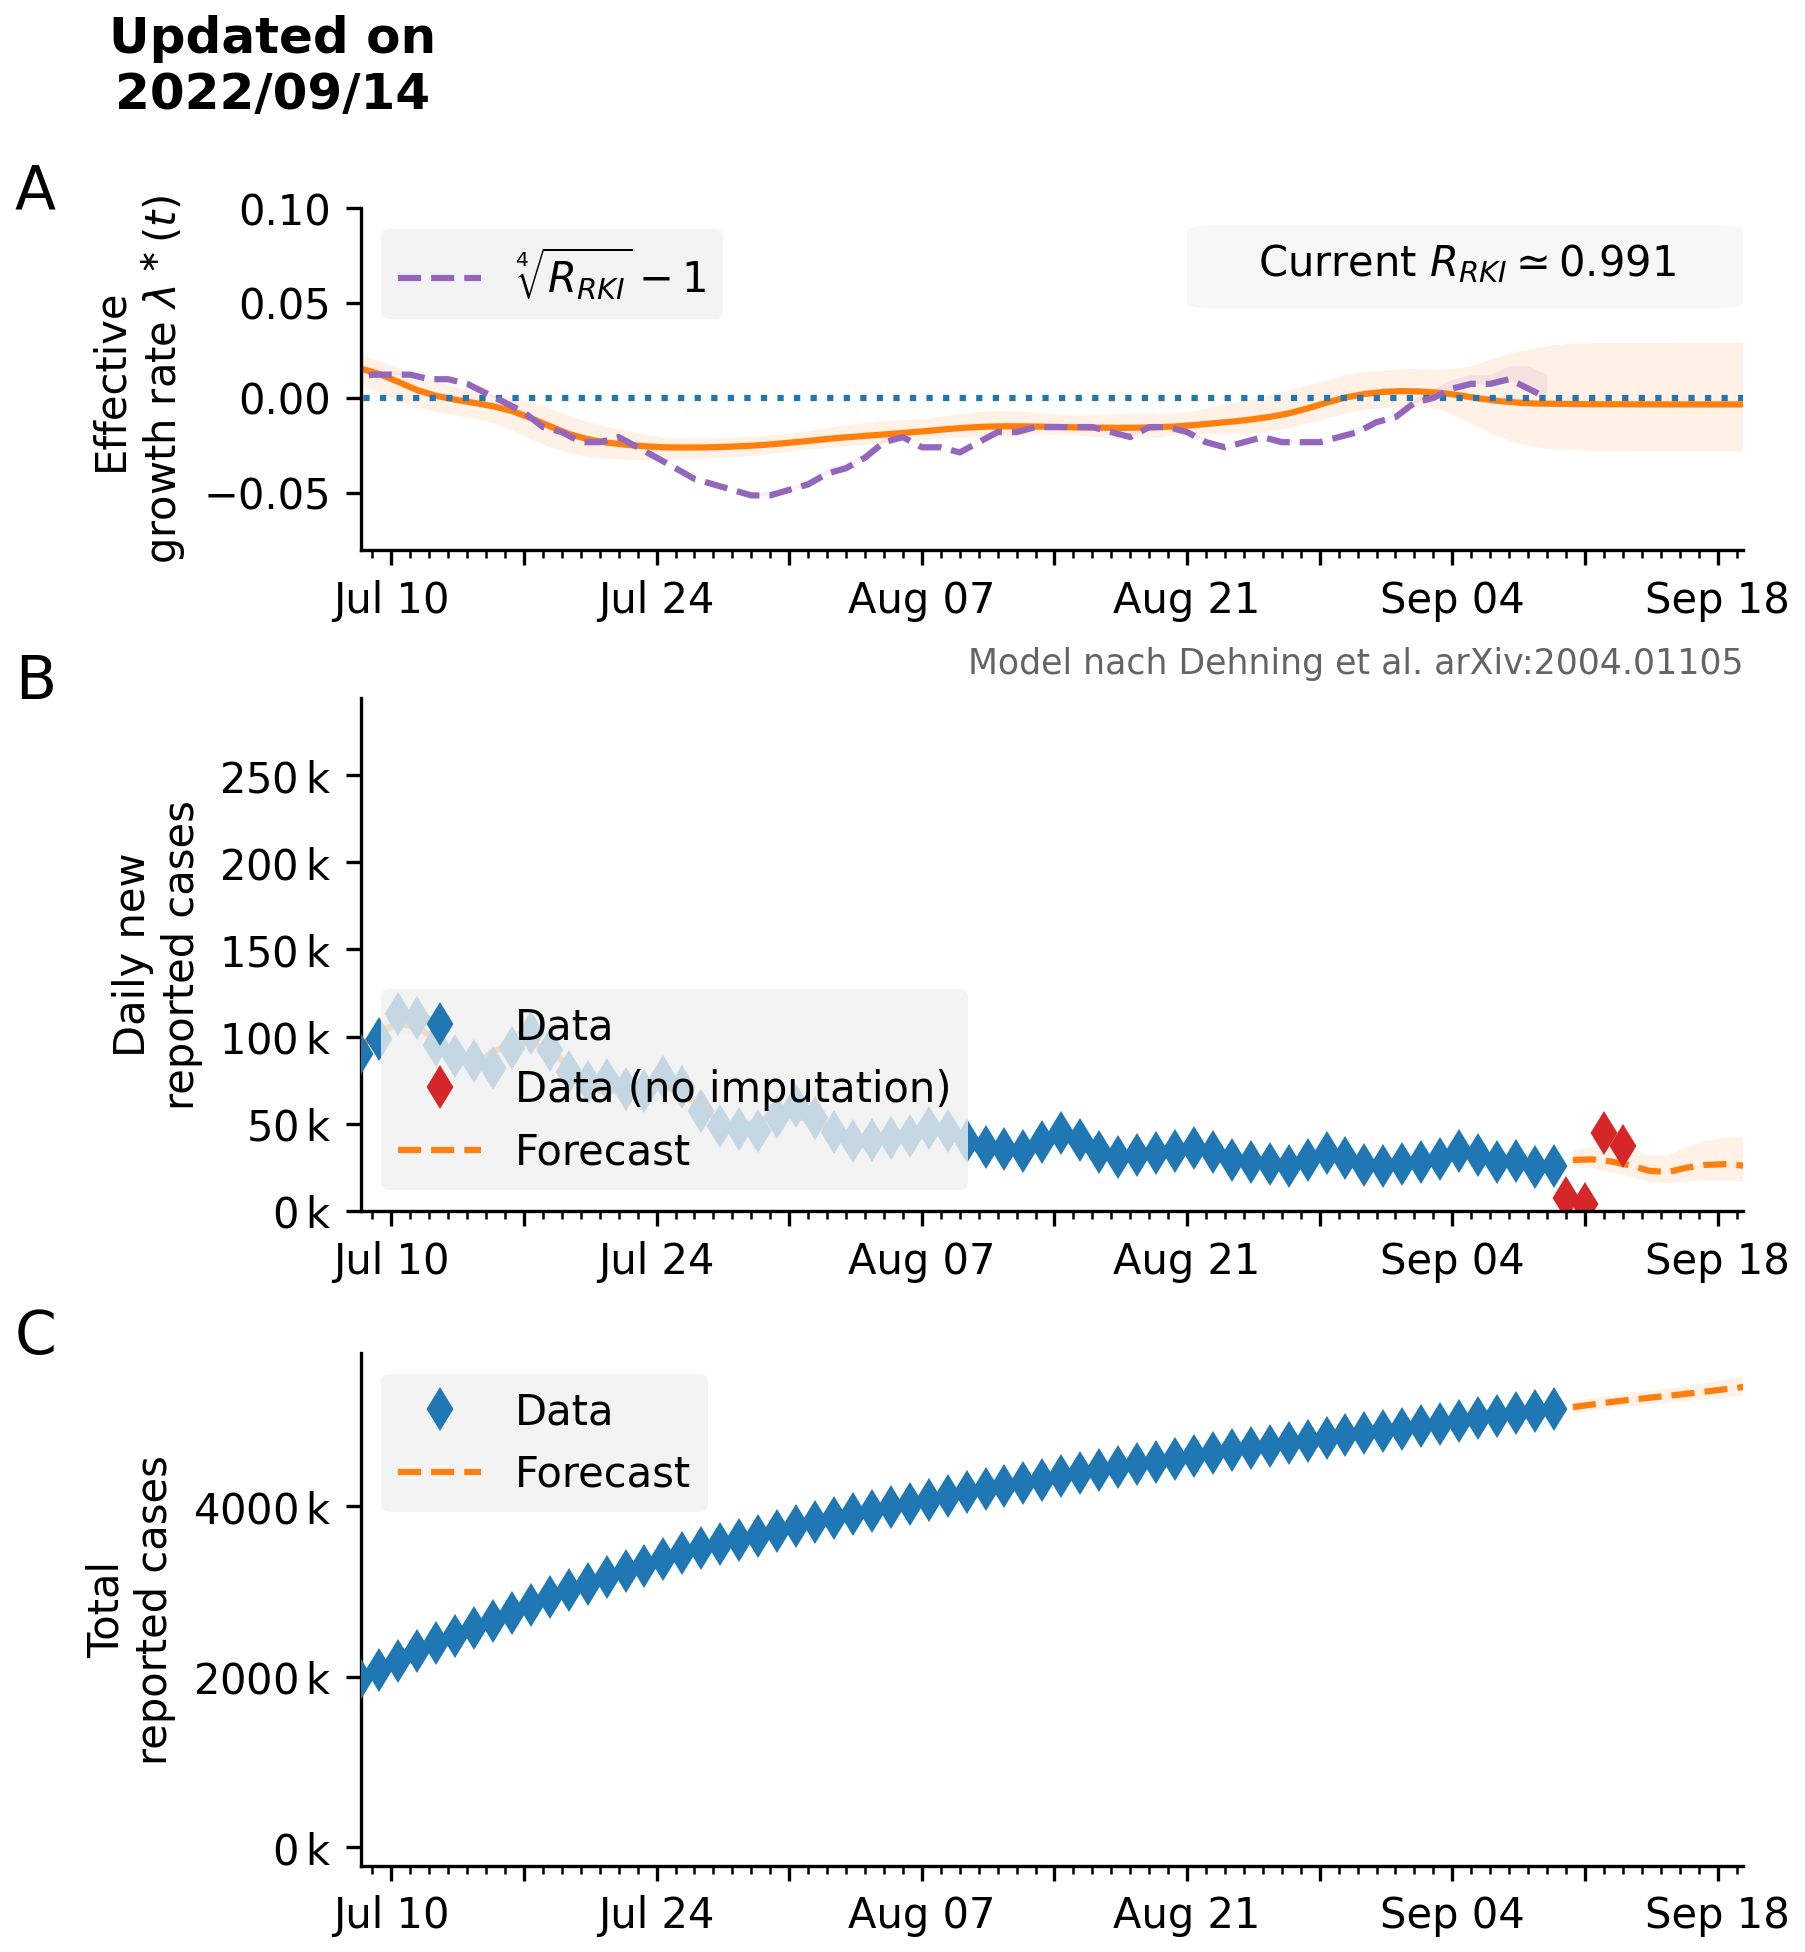 Updated on
2022/09/14
A
Effective
growth rate λ * (t)
0.10
0.05
0.00
−0.05
∜R_RKI − 1
Current R_RKI ≃ 0.991
Jul 10 Jul 24 Aug 07 Aug 21 Sep 04 Sep 18
Model nach Dehning et al. arXiv:2004.01105
B
Daily new
reported cases
250 k
200 k
150 k
100 k
50 k
0 k
Data
Data (no imputation)
Forecast
Jul 10 Jul 24 Aug 07 Aug 21 Sep 04 Sep 18
C
Total
reported cases
4000 k
2000 k
0 k
Data
Forecast
Jul 10 Jul 24 Aug 07 Aug 21 Sep 04 Sep 18